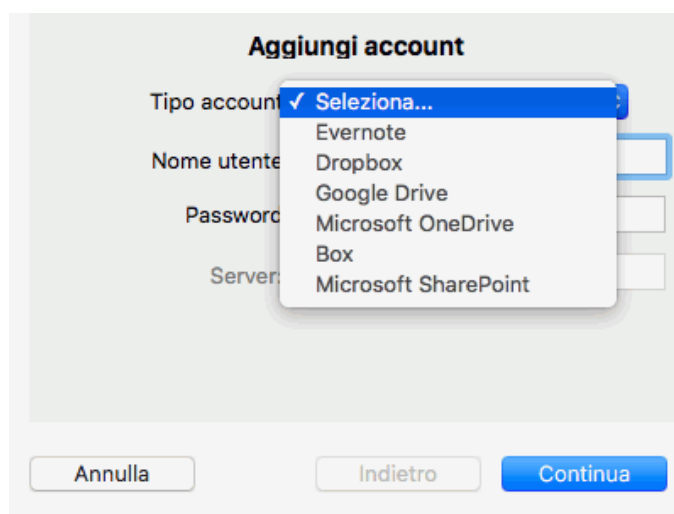 Aggiungi account
Tipo account ✓ Seleziona...
Evernote
Nome utente Dropbox
Google Drive
Password Microsoft OneDrive
Box
Server: Microsoft SharePoint
Annulla Indietro Continua